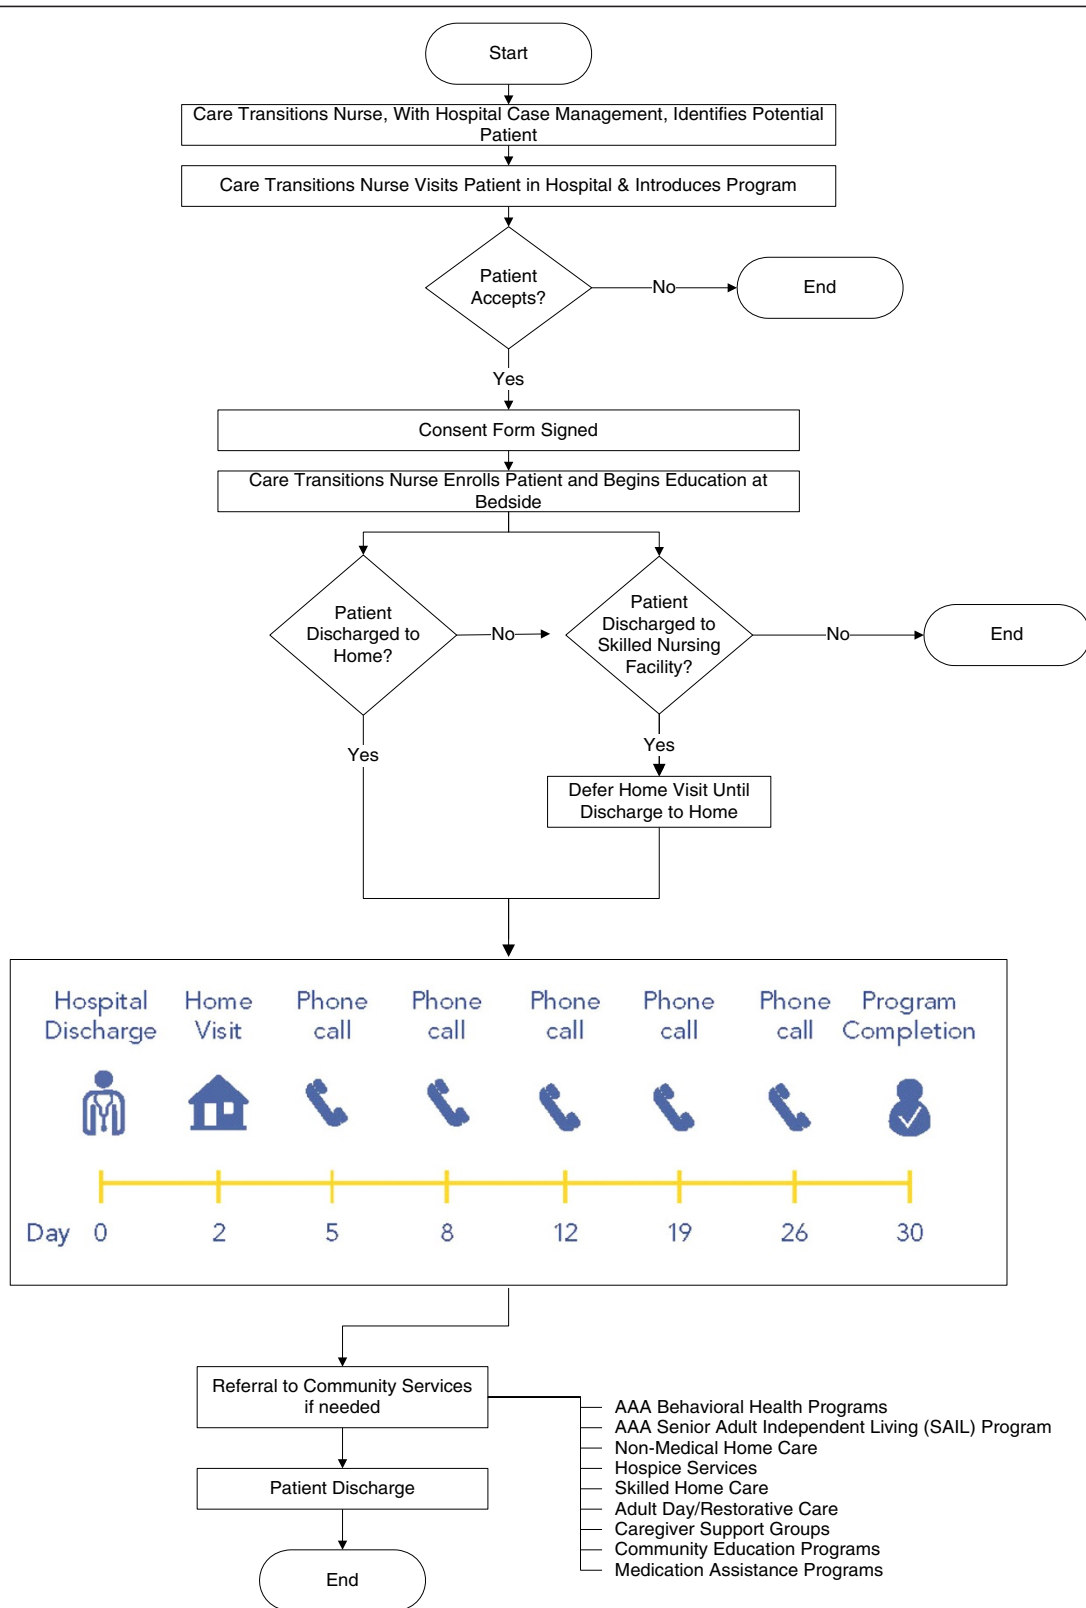 Start
Care Transitions Nurse, With Hospital Case Management, Identifies Potential
Patient
Care Transitions Nurse Visits Patient in Hospital & Introduces Program
Patient
Accepts?
No
End
Yes
Consent Form Signed
Care Transitions Nurse Enrolls Patient and Begins Education at
Bedside
Patient
Discharged to
Home?
No
Patient
Discharged to
Skilled Nursing
Facility?
No
End
Yes
Yes
Defer Home Visit Until
Discharge to Home
Hospital
Discharge
Home
Visit
Phone
call
Phone
call
Phone
call
Phone
call
Phone
call
Program
Completion
Day 0 2 5 8 12 19 26 30
Referral to Community Services
if needed
AAA Behavioral Health Programs
AAA Senior Adult Independent Living (SAIL) Program
Non-Medical Home Care
Hospice Services
Skilled Home Care
Adult Day/Restorative Care
Caregiver Support Groups
Community Education Programs
Medication Assistance Programs
Patient Discharge
End